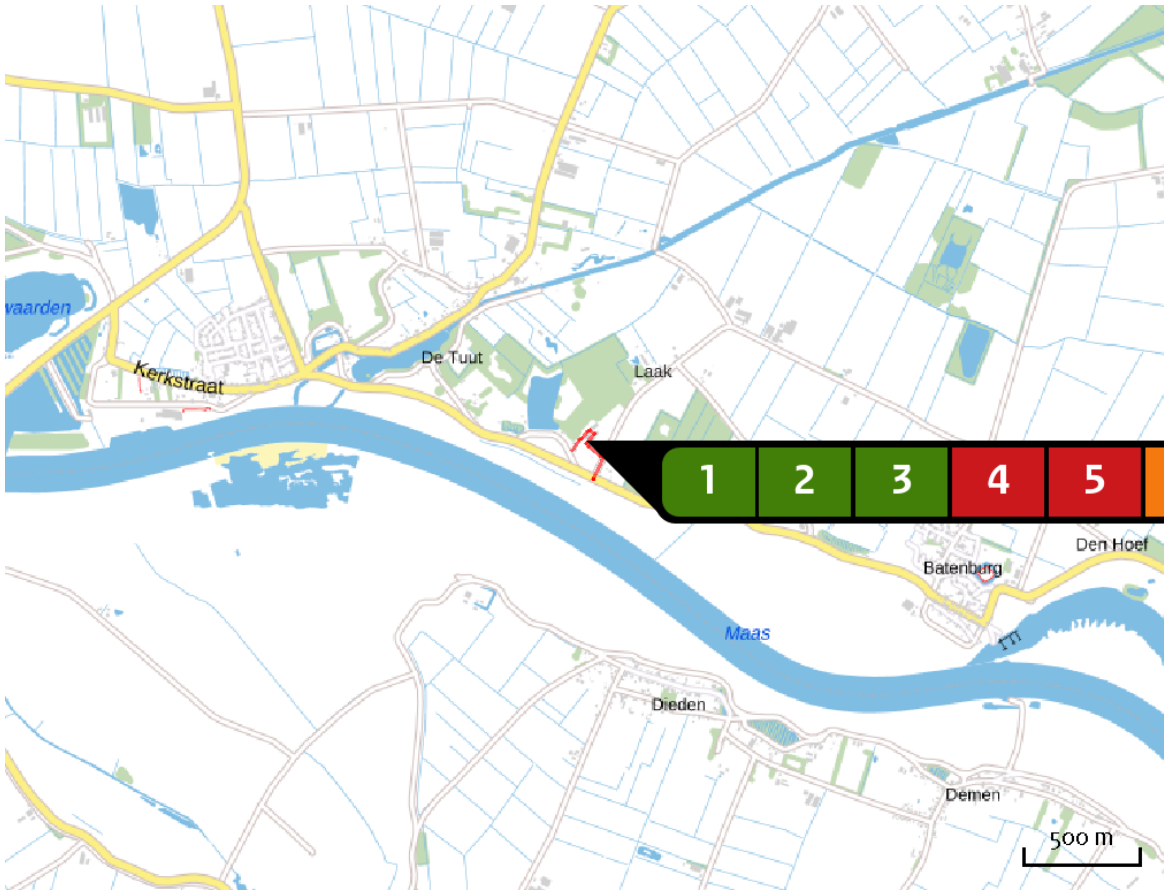 waarden
De Tuut
Laak
Kerkstraat
1 2 3 4 5
Den Hoef
Batenburg
Maas
Dieden
Demen
500 m